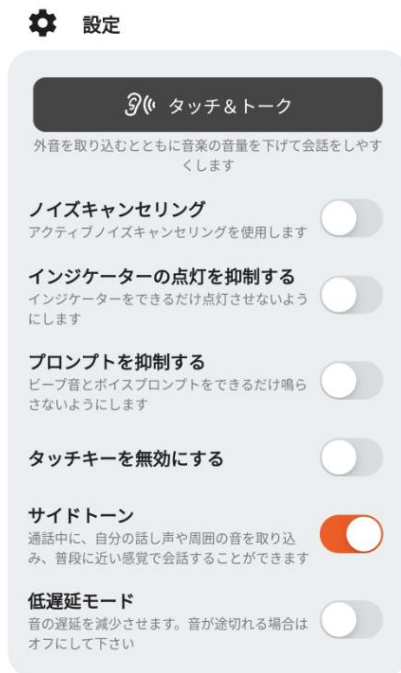 設定
タッチ＆トーク
外音を取り込むとともに音楽の音量を下げて会話をしやす
くします
ノイズキャンセリング
アクティブノイズキャンセリングを使用します
インジケーターの点灯を抑制する
インジケーターをできるだけ点灯させないよう
にします
プロンプトを抑制する
ビープ音とボイスプロンプトをできるだけ鳴ら
さないようにします
タッチキーを無効にする
サイドトーン
通話中に、自分の話し声や周囲の音を取り込
み、普段に近い感覚で会話することができます
低遅延モード
音の遅延を減少させます。音が途切れる場合は
オフにして下さい